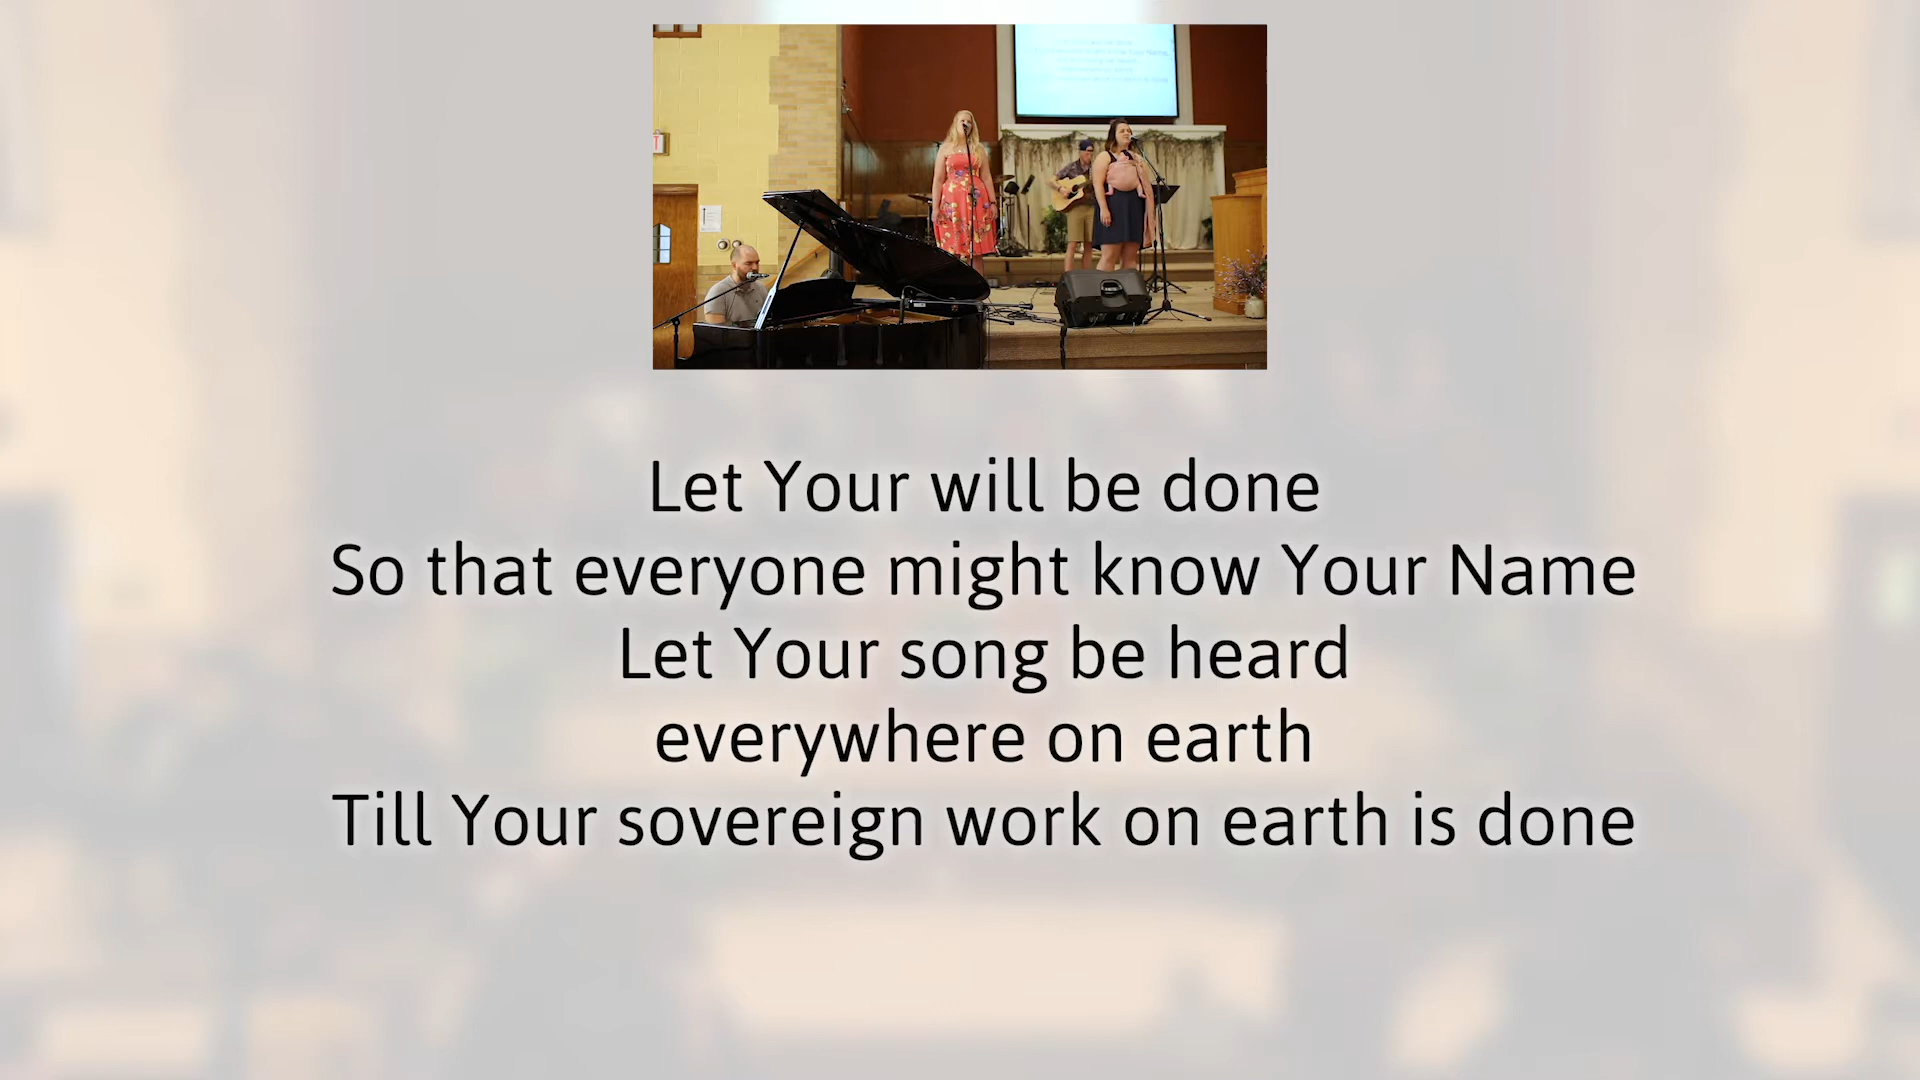 Let Your will be done
So that everyone might know Your Name
Let Your song be heard
everywhere on earth
Till Your sovereign work on earth is done